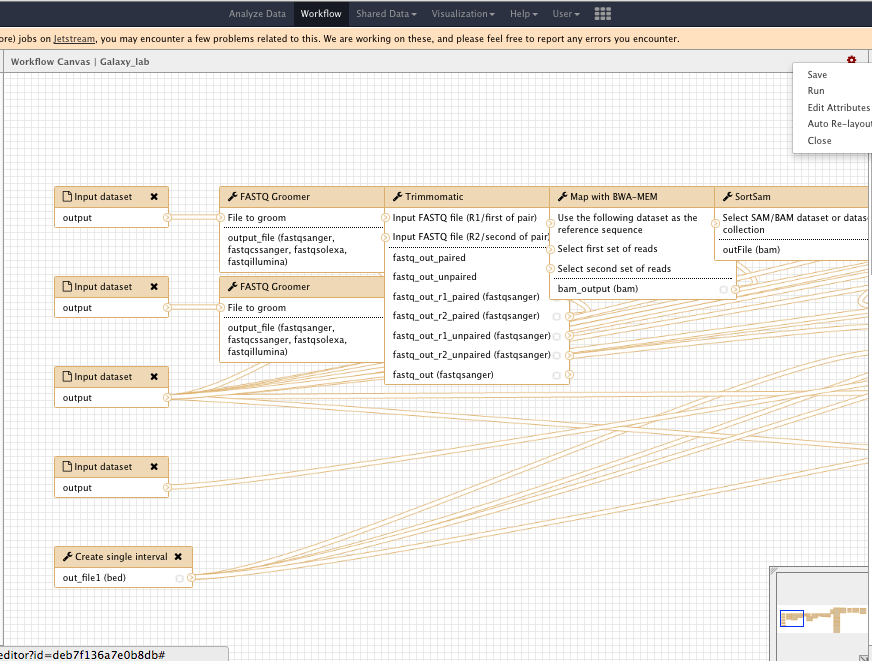 Analyze Data Workflow Shared Data Visualization Help User
ore) jobs on Jetstream, you may encounter a few problems related to this. We are working on these, and please feel free to report any errors you encounter.
Workflow Canvas | Galaxy_lab
Save
Run
Edit Attributes
Auto Re-layout
Close
Input dataset
output
FASTQ Groomer
File to groom
output_file (fastqsanger,
fastqcssanger, fastqsolexa,
fastqillumina)
Trimmomatic
Input FASTQ file (R1/first of pair)
Input FASTQ file (R2/second of pair)
fastq_out_paired
fastq_out_unpaired
fastq_out_r1_paired (fastqsanger)
fastq_out_r2_paired (fastqsanger)
fastq_out_r1_unpaired (fastqsanger)
fastq_out_r2_unpaired (fastqsanger)
fastq_out (fastqsanger)
Map with BWA-MEM
Use the following dataset as the
reference sequence
Select first set of reads
Select second set of reads
bam_output (bam)
SortSam
Select SAM/BAM dataset or datas
collection
outFile (bam)
Input dataset
output
FASTQ Groomer
File to groom
output_file (fastqsanger,
fastqcssanger, fastqsolexa,
fastqillumina)
Input dataset
output
Input dataset
output
Create single interval
out_file1 (bed)
editor?id=deb7f136a7e0b8db#